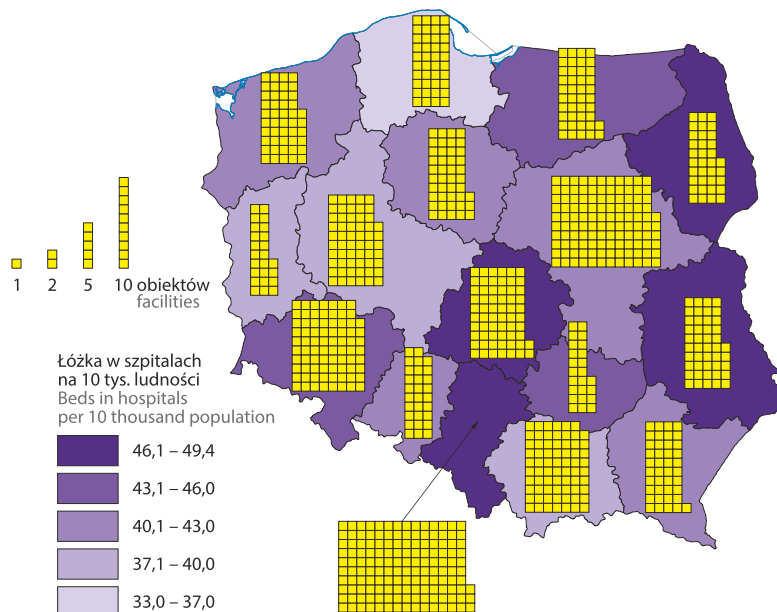 1 2 5 10 obiektów
facilities
Łóżka w szpitalach
na 10 tys. ludności
Beds in hospitals
per 10 thousand population
46,1 – 49,4
43,1 – 46,0
40,1 – 43,0
37,1 – 40,0
33,0 – 37,0